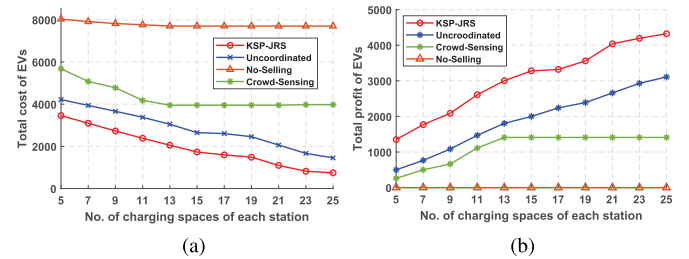 8000
6000
4000
2000
0
Total cost of EVs
KSP-JRS
Uncoordinated
No-Selling
Crowd-Sensing
5 7 9 11 13 15 17 19 21 23 25
No. of charging spaces of each station
(a)
5000
4000
3000
2000
1000
0
Total profit of EVs
KSP-JRS
Uncroodinated
Crowd-Sensing
No-Selling
5 7 9 11 13 15 17 19 21 23 25
No. of charging spaces of each station
(b)